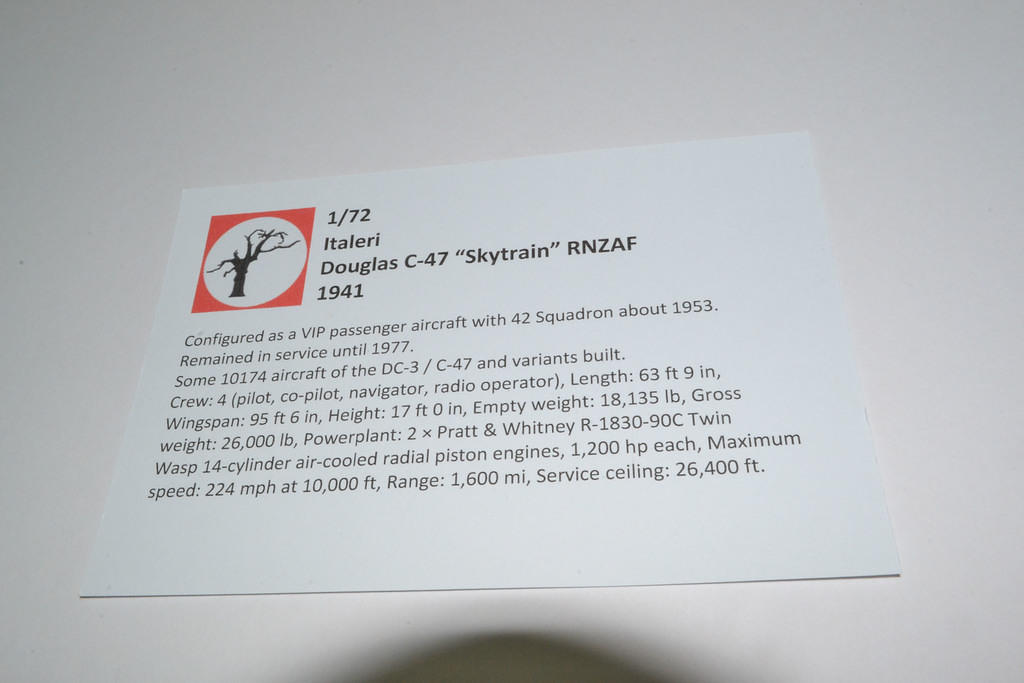 1/72
Italeri
Douglas C-47 “Skytrain” RNZAF
1941
Configured as a VIP passenger aircraft with 42 Squadron about 1953.
Remained in service until 1977.
Some 10174 aircraft of the DC-3 / C-47 and variants built.
Crew: 4 (pilot, co-pilot, navigator, radio operator), Length: 63 ft 9 in,
Wingspan: 95 ft 6 in, Height: 17 ft 0 in, Empty weight: 18,135 lb, Gross
weight: 26,000 lb, Powerplant: 2 × Pratt & Whitney R-1830-90C Twin
Wasp 14-cylinder air-cooled radial piston engines, 1,200 hp each, Maximum
speed: 224 mph at 10,000 ft, Range: 1,600 mi, Service ceiling: 26,400 ft.